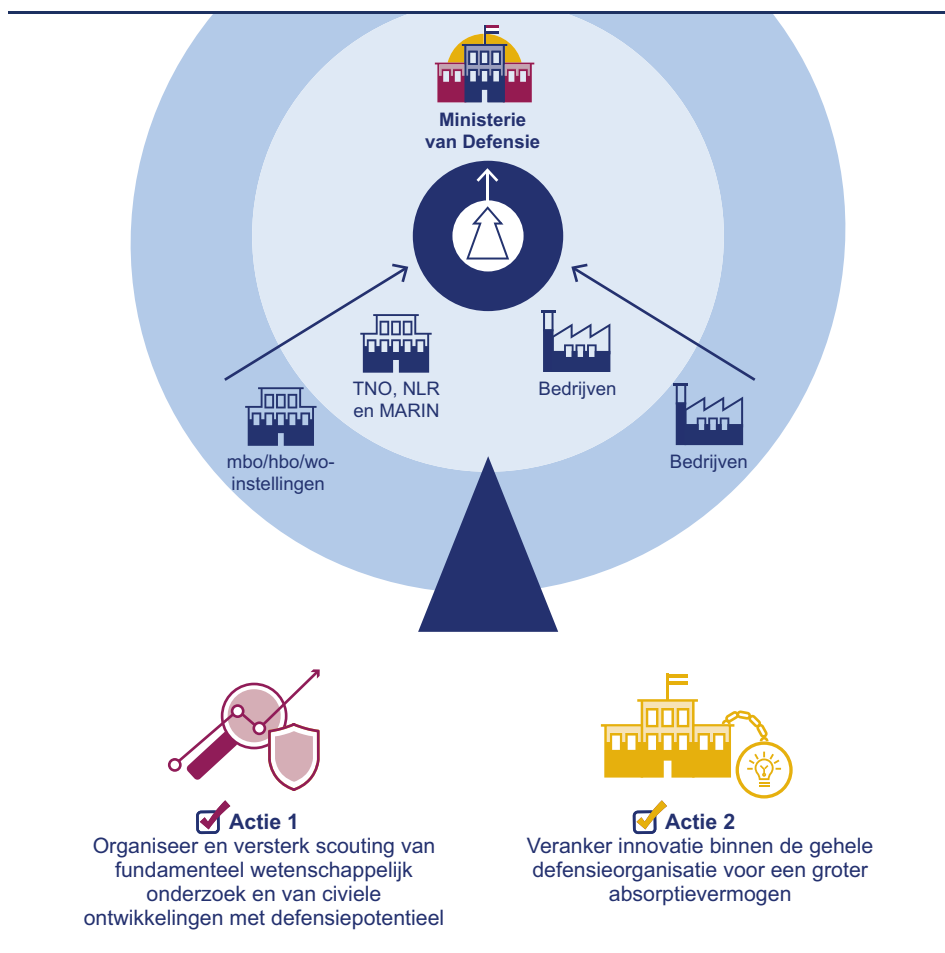 Ministerie
van Defensie
TNO, NLR
en MARIN
Bedrijven
mbo/hbo/wo-
instellingen
Bedrijven
Actie 1
Organiseer en versterk scouting van
fundamenteel wetenschappelijk
onderzoek en van civiele
ontwikkelingen met defensiepotentieel
Actie 2
Veranker innovatie binnen de gehele
defensieorganisatie voor een groter
absorptievermogen